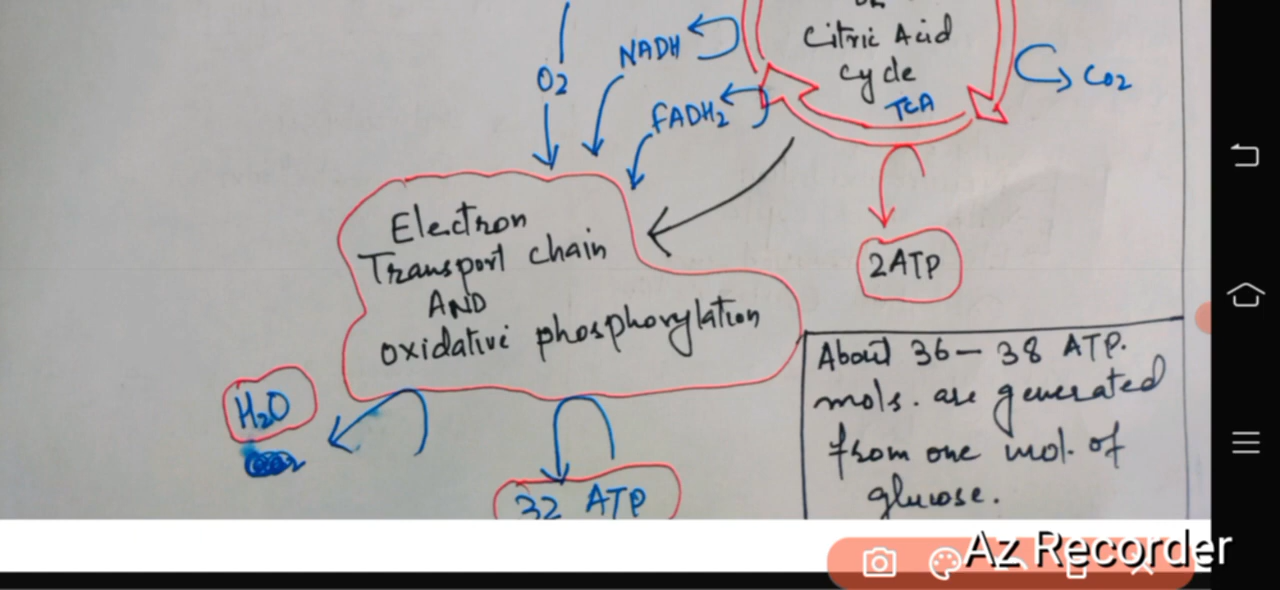 Citric Acid
cycle
TCA
NADH
O2
FADH2
CO2
Electron
Transport chain
AND
oxidative phosphorylation
2ATP
About 36-38 ATP.
mols. are generated
from one mol. of
glucose.
H2O
32 ATP
Az Recorder